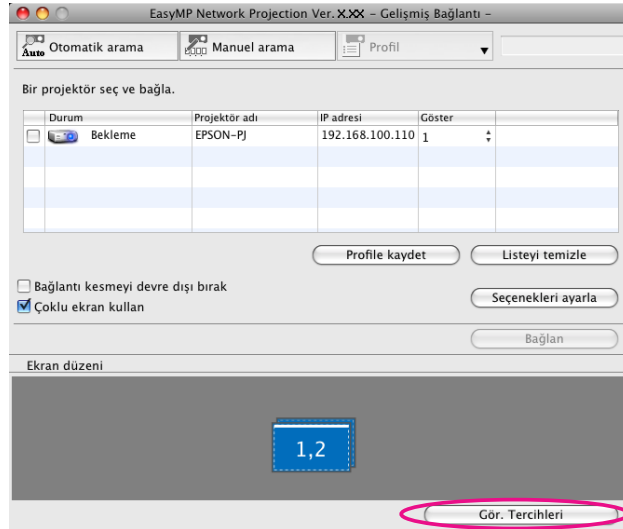 EasyMP Network Projection Ver. X.XX – Gelişmiş Bağlantı –
Auto Otomatik arama Manuel arama Profil
Bir projektör seç ve bağla.
Durum Projektör adı IP adresi Göster
Bekleme EPSON-PJ 192.168.100.110 1
Profile kaydet Listeyi temizle
Bağlantı kesmeyi devre dışı bırak
Çoklu ekran kullan
Seçenekleri ayarla
Bağlan
Ekran düzeni
1,2
Gör. Tercihleri